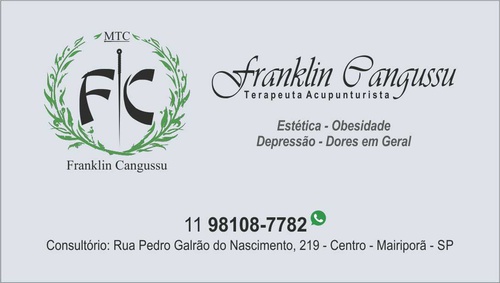 MTC
FC
Franklin Cangussu
Franklin Cangussu
Terapeuta Acupunturista
Estética - Obesidade
Depressão - Dores em Geral
11 98108-7782
Consultório: Rua Pedro Galrão do Nascimento, 219 - Centro - Mairiporã - SP